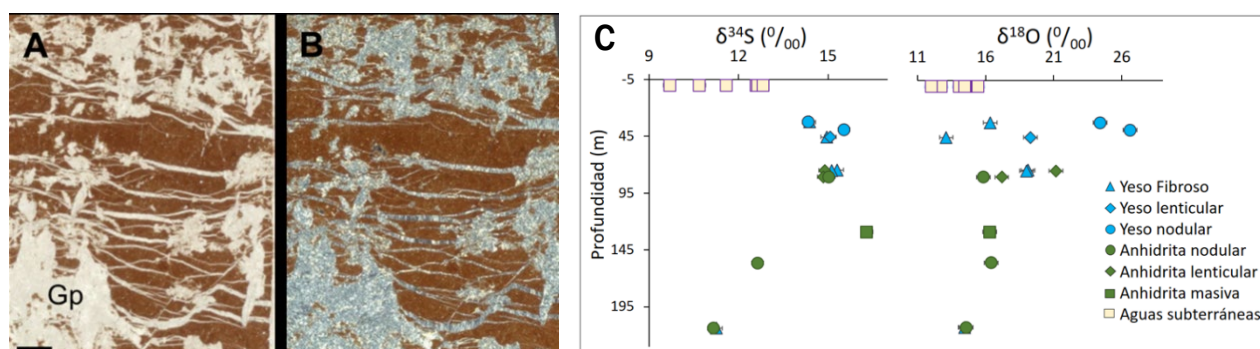 A
B
C
Gp
δ³⁴S (⁰/₀₀)
δ¹⁸O (⁰/₀₀)
9
12
15
16
21
26
Profundidad (m)
-5
45
95
145
195
Yeso Fibroso
Yeso lenticular
Yeso nodular
Anhidrita nodular
Anhidrita lenticular
Anhidrita masiva
Aguas subterráneas